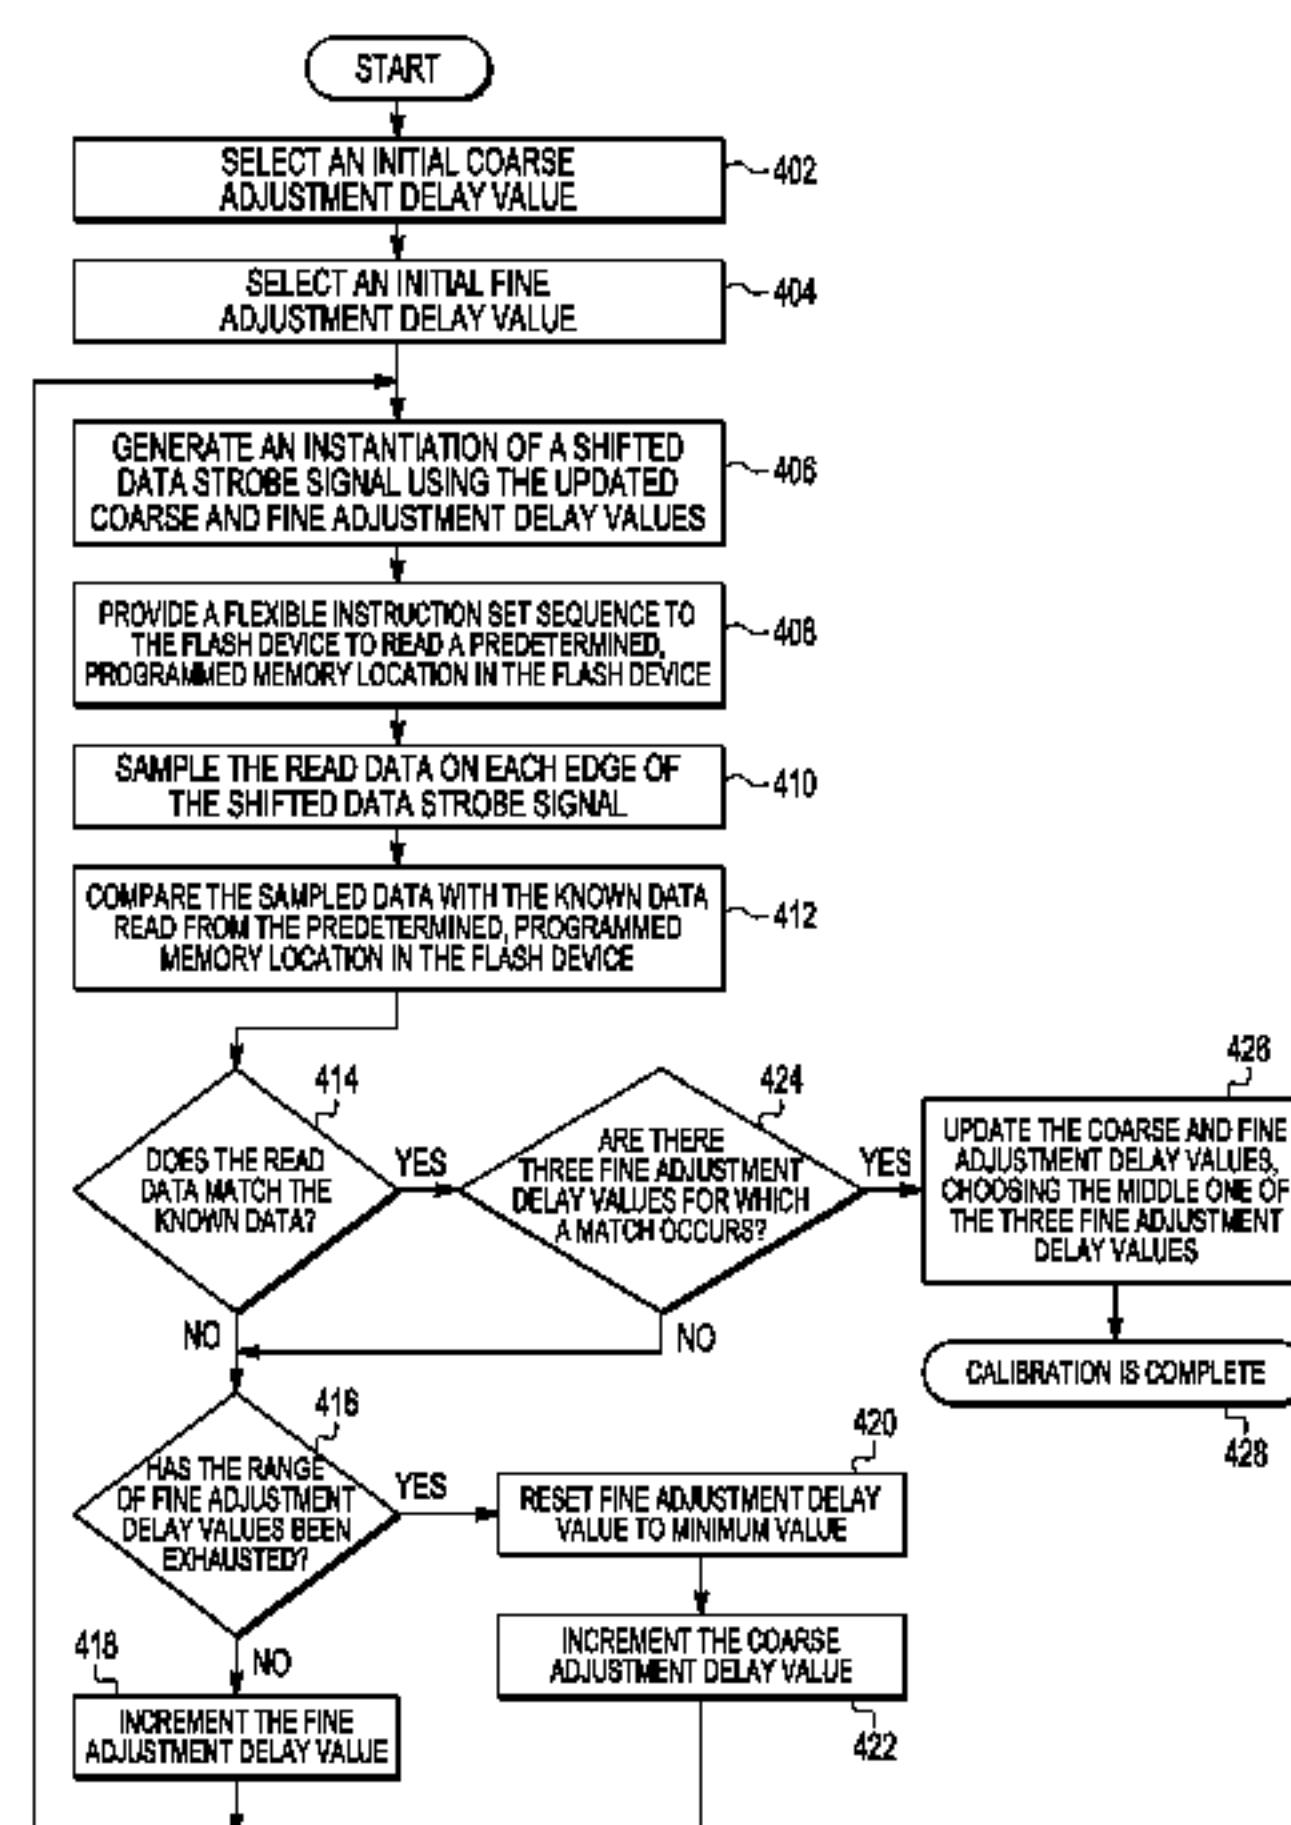 START
SELECT AN INITIAL COARSE
ADJUSTMENT DELAY VALUE
402
SELECT AN INITIAL FINE
ADJUSTMENT DELAY VALUE
404
GENERATE AN INSTANTIATION OF A SHIFTED
DATA STROBE SIGNAL USING THE UPDATED
COARSE AND FINE ADJUSTMENT DELAY VALUES
406
PROVIDE A FLEXIBLE INSTRUCTION SET SEQUENCE TO
THE FLASH DEVICE TO READ A PREDETERMINED,
PROGRAMMED MEMORY LOCATION IN THE FLASH DEVICE
408
SAMPLE THE READ DATA ON EACH EDGE OF
THE SHIFTED DATA STROBE SIGNAL
410
COMPARE THE SAMPLED DATA WITH THE KNOWN DATA
READ FROM THE PREDETERMINED, PROGRAMMED
MEMORY LOCATION IN THE FLASH DEVICE
412
414
DOES THE READ
DATA MATCH THE
KNOWN DATA?
YES
NO
424
ARE THERE
THREE FINE ADJUSTMENT
DELAY VALUES FOR WHICH
A MATCH OCCURS?
YES
NO
426
UPDATE THE COARSE AND FINE
ADJUSTMENT DELAY VALUES,
CHOOSING THE MIDDLE ONE OF
THE THREE FINE ADJUSTMENT
DELAY VALUES
CALIBRATION IS COMPLETE
428
416
HAS THE RANGE
OF FINE ADJUSTMENT
DELAY VALUES BEEN
EXHAUSTED?
YES
NO
420
RESET FINE ADJUSTMENT DELAY
VALUE TO MINIMUM VALUE
INCREMENT THE COARSE
ADJUSTMENT DELAY VALUE
422
418
INCREMENT THE FINE
ADJUSTMENT DELAY VALUE